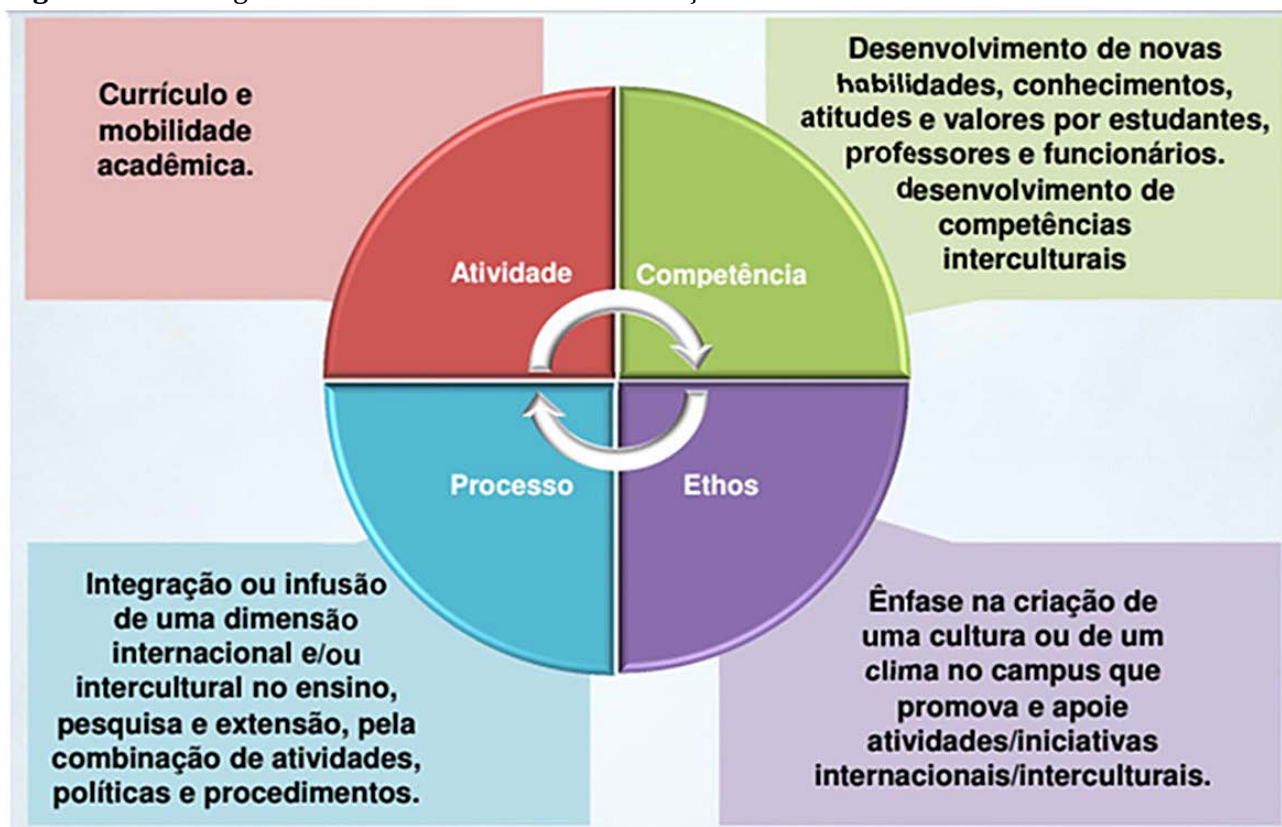 Currículo e
mobilidade
acadêmica.
Desenvolvimento de novas
habilidades, conhecimentos,
atitudes e valores por estudantes,
professores e funcionários.
desenvolvimento de
competências
interculturais
Atividade
Competência
Processo
Ethos
Integração ou infusão
de uma dimensão
internacional e/ou
intercultural no ensino,
pesquisa e extensão, pela
combinação de atividades,
políticas e procedimentos.
Ênfase na criação de
uma cultura ou de um
clima no campus que
promova e apoie
atividades/iniciativas
internacionais/interculturais.